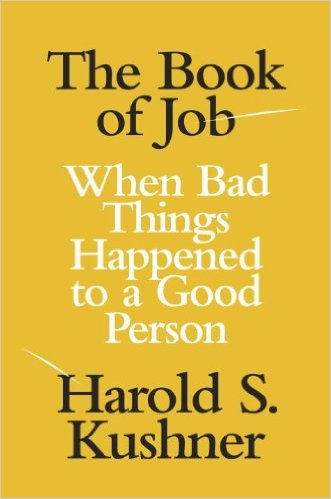 The Book
of Job
When Bad
Things
Happened
to a Good
Person
Harold S.
Kushner